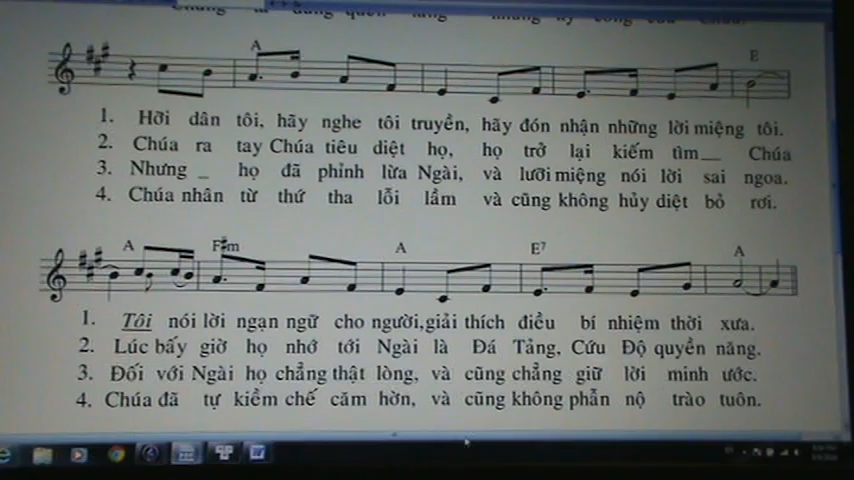 A E
1. Hỡi dân tôi, hãy nghe tôi truyền, hãy đón nhận những lời miệng tôi.
2. Chúa ra tay Chúa tiêu diệt họ, họ trở lại kiếm tìm__ Chúa
3. Nhưng _ họ đã phỉnh lừa Ngài, và lưỡi miệng nói lời sai ngoa.
4. Chúa nhân từ thứ tha lỗi lầm và cũng không hủy diệt bỏ rơi.
A F#m A E7 A
1. Tôi nói lời ngạn ngữ cho người, giải thích điều bí nhiệm thời xưa.
2. Lúc bấy giờ họ nhớ tới Ngài là Đá Tảng, Cứu Độ quyền năng.
3. Đối với Ngài họ chẳng thật lòng, và cũng chẳng giữ lời minh ước.
4. Chúa đã tự kiềm chế căm hờn, và cũng không phẫn nộ trào tuôn.